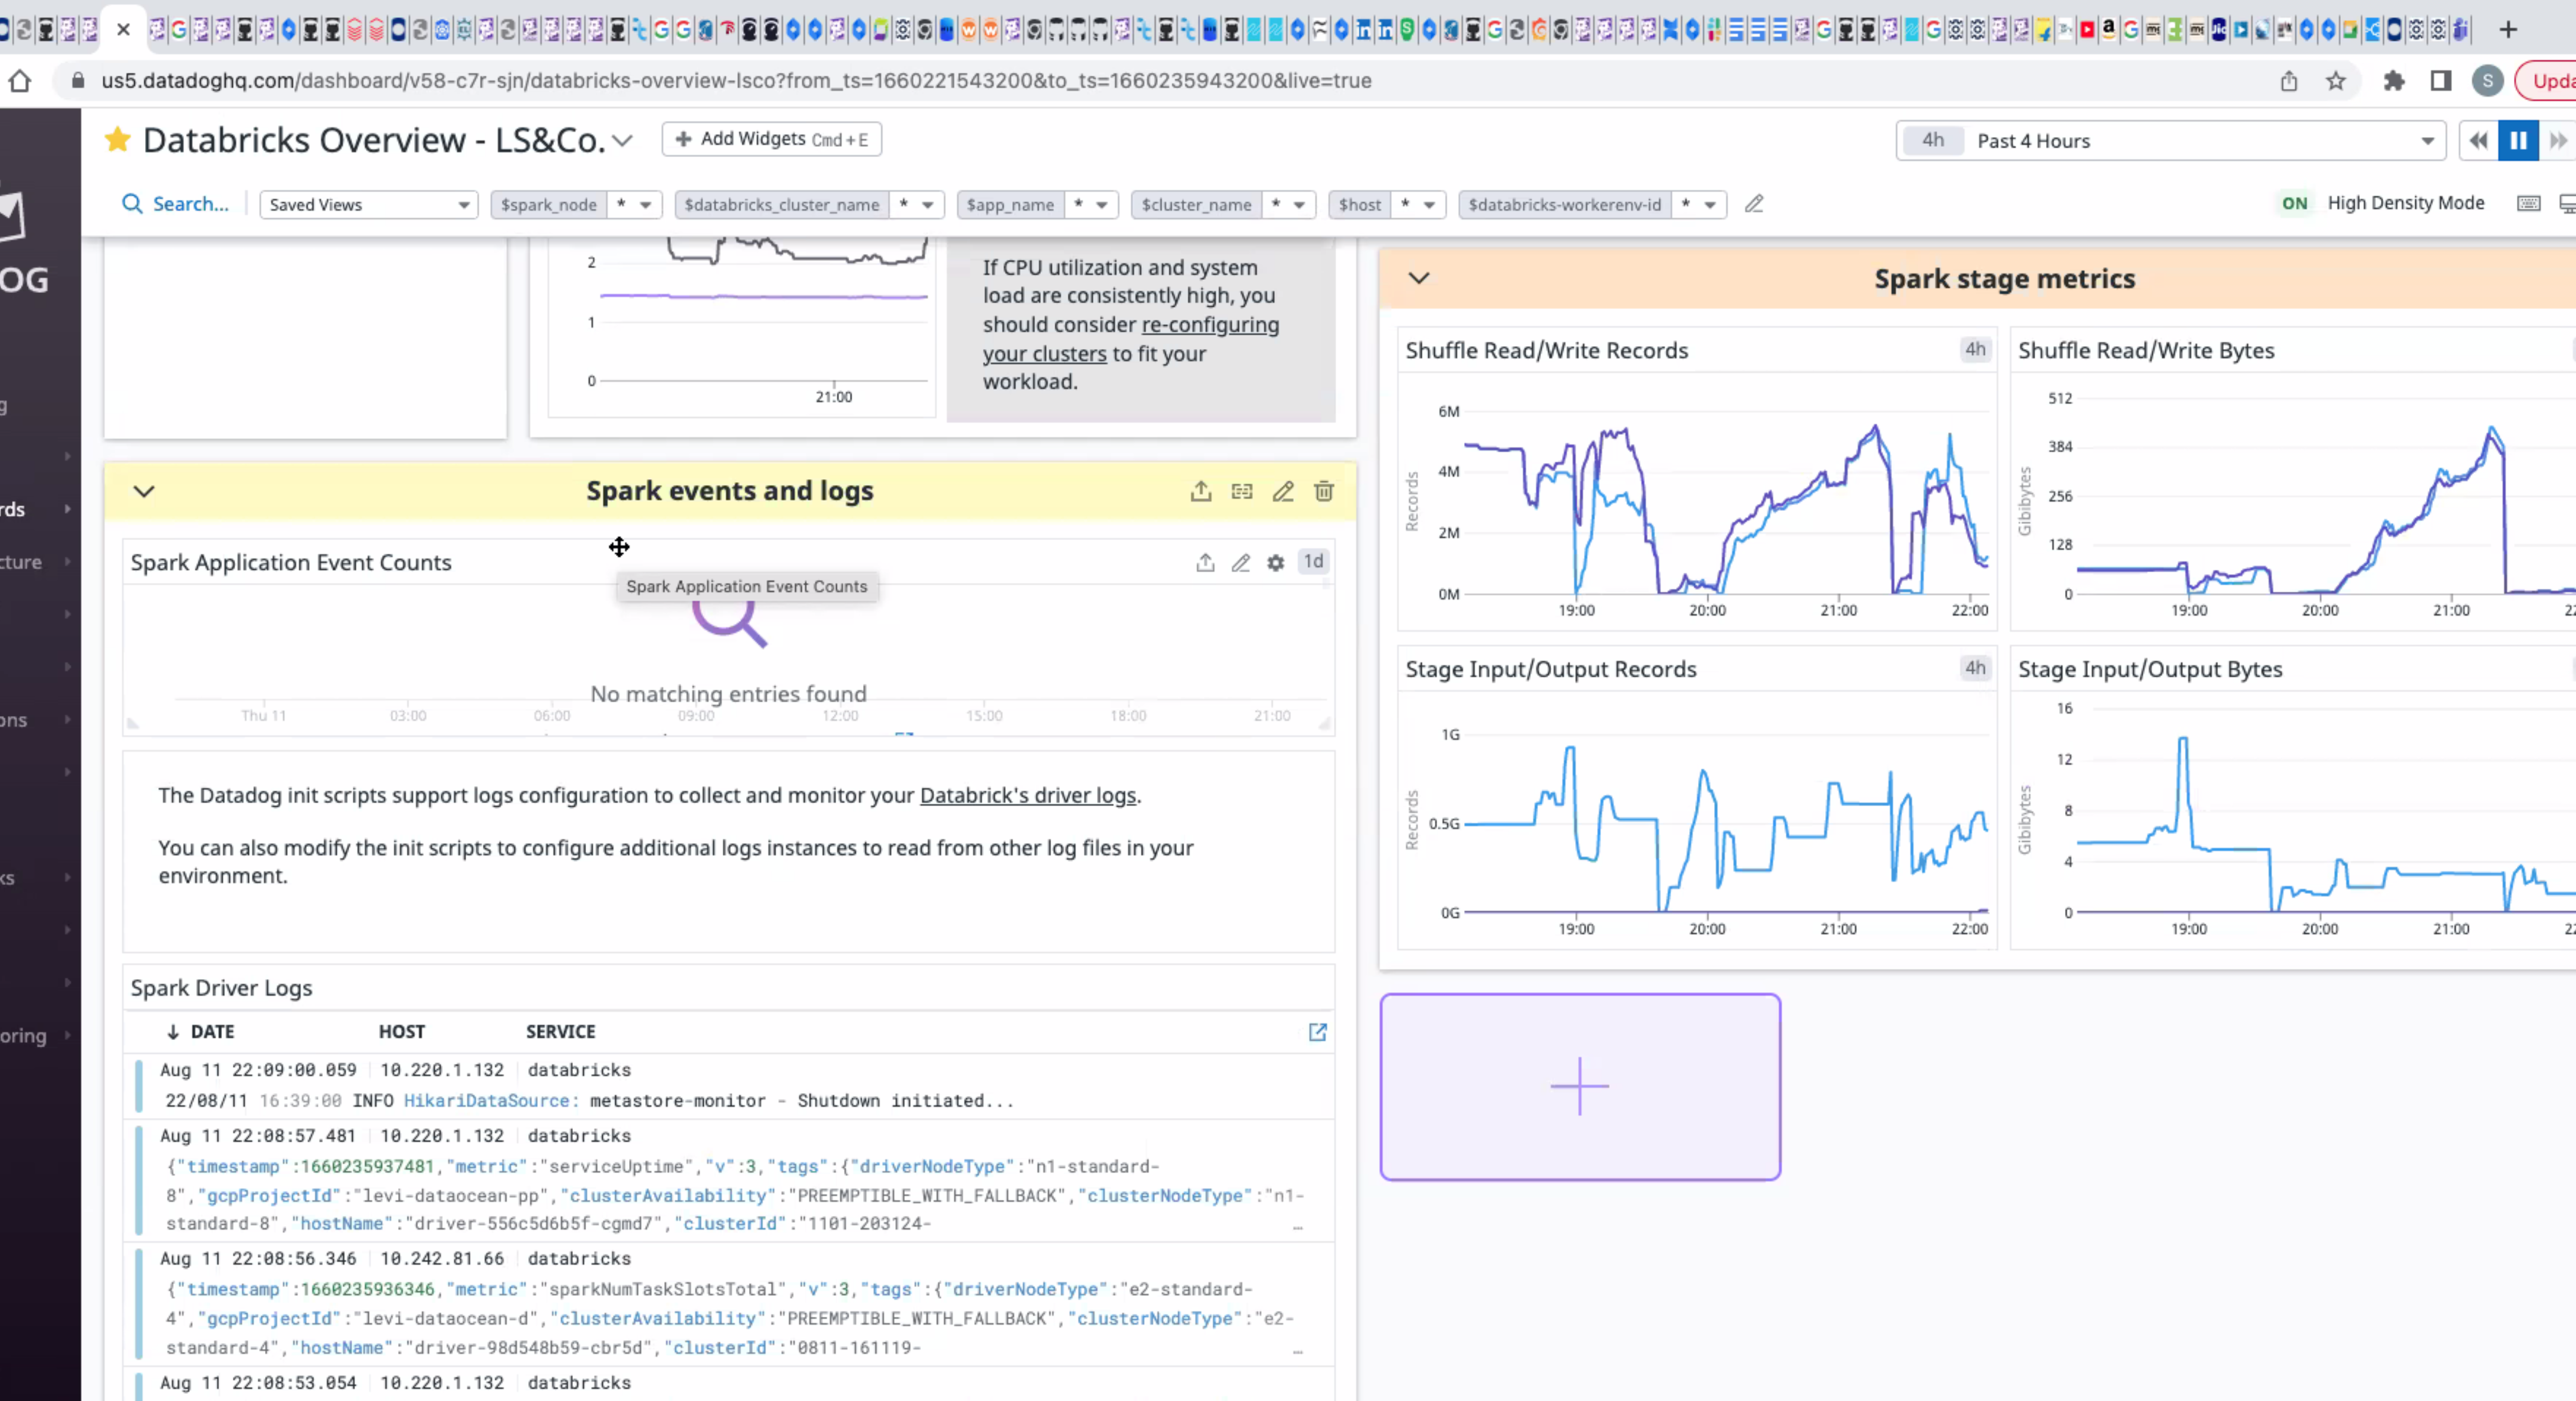 us5.datadoghq.com/dashboard/v58-c7r-sjn/databricks-overview-lsco?from_ts=1660221543200&to_ts=1660235943200&live=true
S
Databricks Overview - LS&Co.
Add Widgets Cmd + E
4h Past 4 Hours
Search...
Saved Views
$spark_node *
$databricks_cluster_name *
$app_name *
$cluster_name *
$host *
$databricks-workerenv-id *
ON High Density Mode
OG
rds
cture
ons
ks
oring
2
1
0
21:00
If CPU utilization and system
load are consistently high, you
should consider re-configuring
your clusters to fit your
workload.
Spark events and logs
Spark Application Event Counts
1d
Spark Application Event Counts
No matching entries found
Thu 11 03:00 06:00 09:00 12:00 15:00 18:00 21:00
The Datadog init scripts support logs configuration to collect and monitor your Databrick's driver logs.
You can also modify the init scripts to configure additional logs instances to read from other log files in your
environment.
Spark Driver Logs
DATE HOST SERVICE
Aug 11 22:09:00.059 10.220.1.132 databricks
22/08/11 16:39:00 INFO HikariDataSource: metastore-monitor - Shutdown initiated...
Aug 11 22:08:57.481 10.220.1.132 databricks
{"timestamp":1660235937481,"metric":"serviceUptime","v":3,"tags":{"driverNodeType":"n1-standard-
8","gcpProjectId":"levi-dataocean-pp","clusterAvailability":"PREEMPTIBLE_WITH_FALLBACK","clusterNodeType":"n1-
standard-8","hostName":"driver-556c5d6b5f-cgmd7","clusterId":"1101-203124-
…
Aug 11 22:08:56.346 10.242.81.66 databricks
{"timestamp":1660235936346,"metric":"sparkNumTaskSlotsTotal","v":3,"tags":{"driverNodeType":"e2-standard-
4","gcpProjectId":"levi-dataocean-d","clusterAvailability":"PREEMPTIBLE_WITH_FALLBACK","clusterNodeType":"e2-
standard-4","hostName":"driver-98d548b59-cbr5d","clusterId":"0811-161119-
…
Aug 11 22:08:53.054 10.220.1.132 databricks
Spark stage metrics
Shuffle Read/Write Records
4h
Records
6M
4M
2M
0M
19:00 20:00 21:00 22:00
Shuffle Read/Write Bytes
Gibibytes
512
384
256
128
0
19:00 20:00 21:00
Stage Input/Output Records
4h
Records
1G
0.5G
0G
19:00 20:00 21:00 22:00
Stage Input/Output Bytes
Gibibytes
16
12
8
4
0
19:00 20:00 21:00